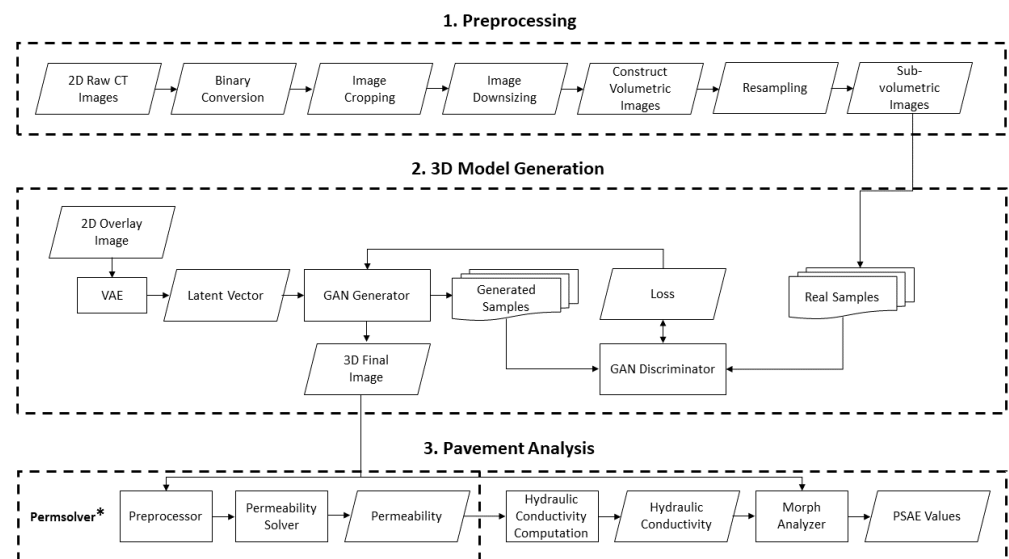 1. Preprocessing
2D Raw CT
Images
Binary
Conversion
Image
Cropping
Image
Downsizing
Construct
Volumetric
Images
Resampling
Sub-
volumetric
Images
2. 3D Model Generation
2D Overlay
Image
VAE
Latent Vector
GAN Generator
Generated
Samples
Loss
Real Samples
3D Final
Image
GAN Discriminator
3. Pavement Analysis
Permsolver*
Preprocessor
Permeability
Solver
Permeability
Hydraulic
Conductivity
Computation
Hydraulic
Conductivity
Morph
Analyzer
PSAE Values